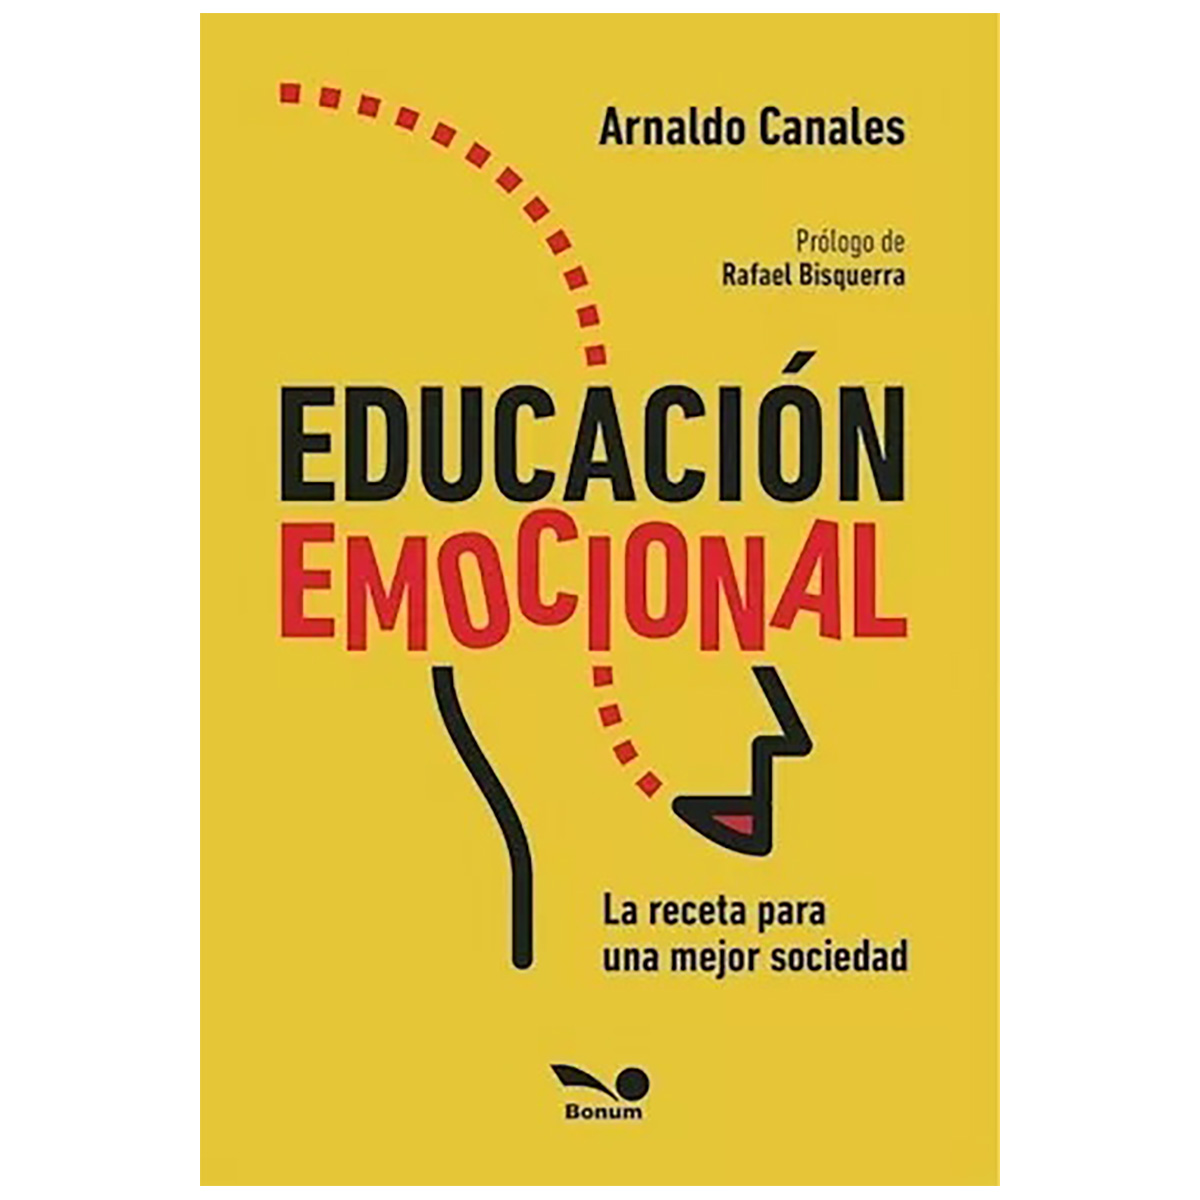 Arnaldo Canales
Prólogo de
Rafael Bisquerra
EDUCACIÓN
EMOCIONAL
La receta para
una mejor sociedad
Bonum